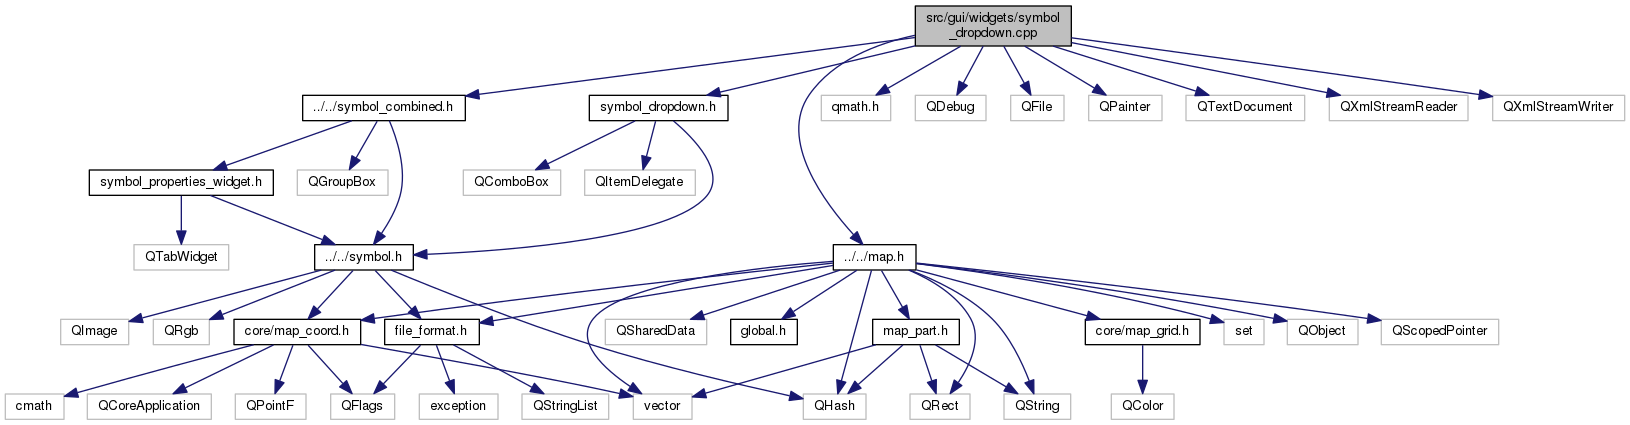 src/gui/widgets/symbol
_dropdown.cpp
../../symbol_combined.h
symbol_dropdown.h
qmath.h
QDebug
QFile
QPainter
QTextDocument
QXmlStreamReader
QXmlStreamWriter
symbol_properties_widget.h
QGroupBox
QComboBox
QItemDelegate
QTabWidget
../../symbol.h
../../map.h
QImage
QRgb
core/map_coord.h
file_format.h
QSharedData
global.h
map_part.h
core/map_grid.h
set
QObject
QScopedPointer
cmath
QCoreApplication
QPointF
QFlags
exception
QStringList
vector
QHash
QRect
QString
QColor